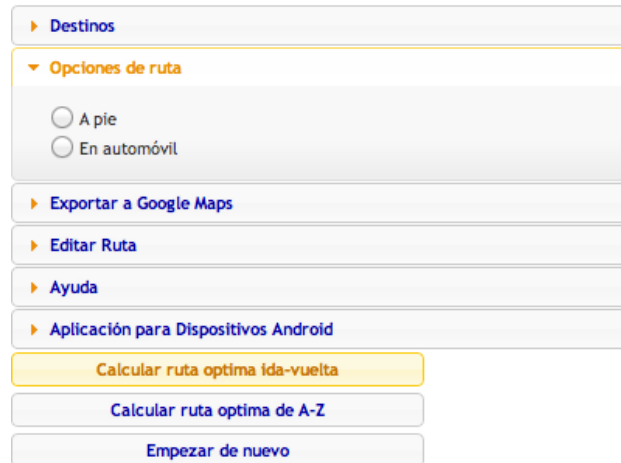 Destinos
Opciones de ruta
A pie
En automóvil
Exportar a Google Maps
Editar Ruta
Ayuda
Aplicación para Dispositivos Android
Calcular ruta optima ida-vuelta
Calcular ruta optima de A-Z
Empezar de nuevo